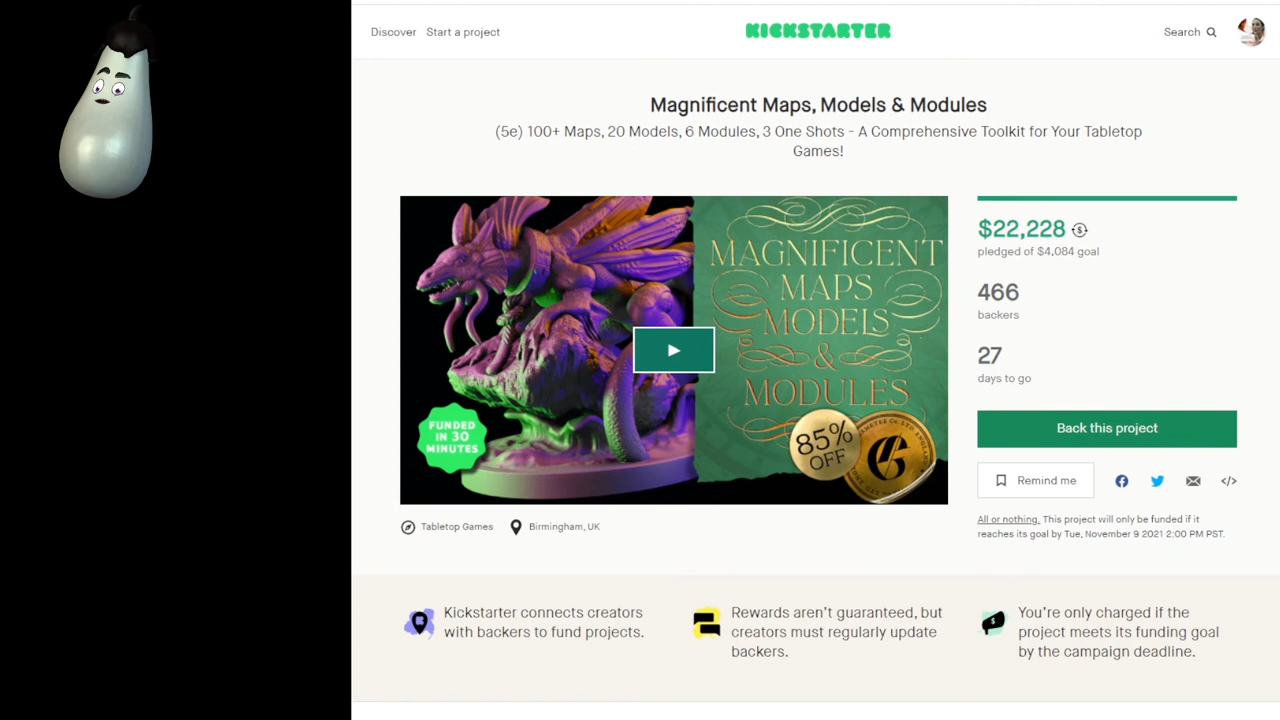 Discover Start a project
KICKSTARTER
Search
Magnificent Maps, Models & Modules
(5e) 100+ Maps, 20 Models, 6 Modules, 3 One Shots - A Comprehensive Toolkit for Your Tabletop
Games!
MAGNIFICENT
MAPS
MODELS
&
MODULES
FUNDED
IN 30
MINUTES
85%
OFF
Tabletop Games
Birmingham, UK
$22,228
pledged of $4,084 goal
466
backers
27
days to go
Back this project
Remind me
</>
All or nothing. This project will only be funded if it
reaches its goal by Tue, November 9 2021 2:00 PM PST.
Kickstarter connects creators
with backers to fund projects.
Rewards aren't guaranteed, but
creators must regularly update
backers.
You're only charged if the
project meets its funding goal
by the campaign deadline.